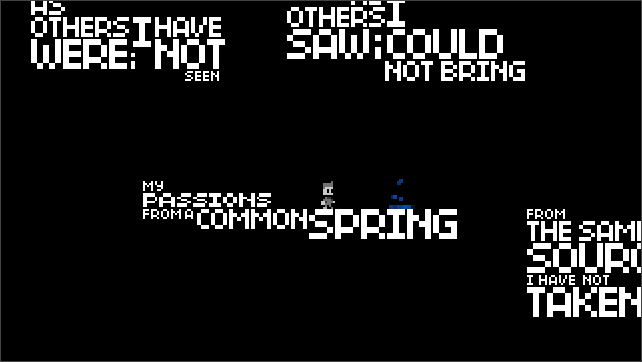 AS
OTHERS I HAVE
WERE; NOT
SEEN
OTHERS I
SAW; COULD
NOT BRING
MY
PASSIONS
FROM A COMMON SPRING
FROM
THE SAM
SOURC
I HAVE NOT
TAKEN